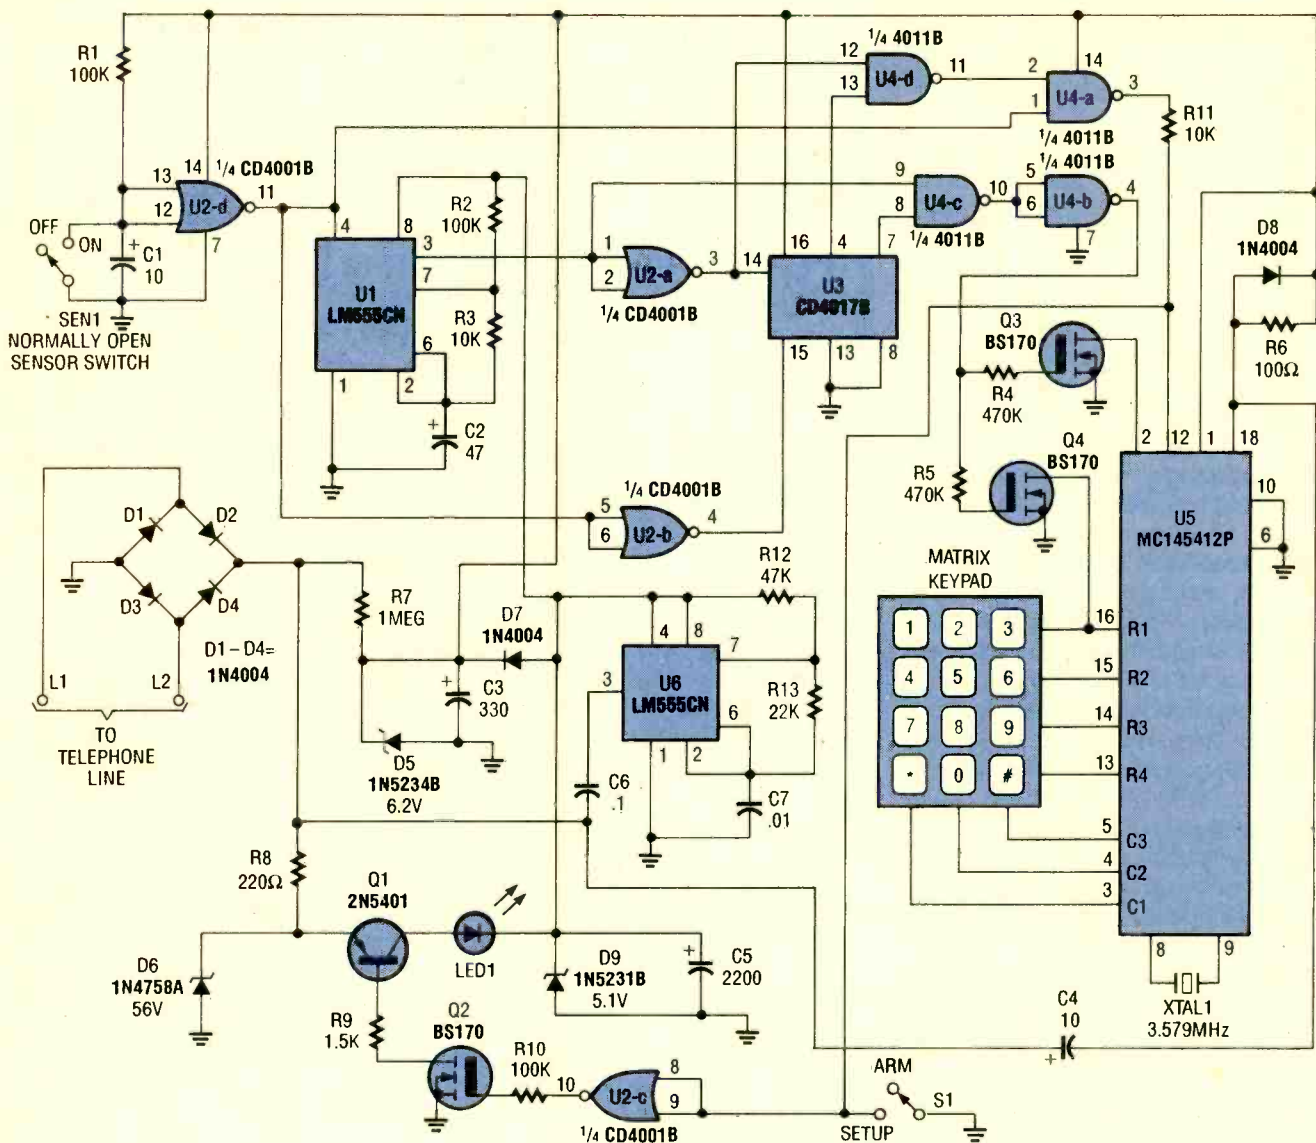 R1
100K
OFF
ON
SEN1
NORMALLY OPEN
SENSOR SWITCH
C1
10
+
13
12
14
11
7
U2-d
1/4 CD4001B
4
8
3
7
6
2
1
U1
LM555CN
R2
100K
R3
10K
C2
47
+
1
2
3
U2-a
1/4 CD4001B
14
16
4
7
15
13
8
U3
CD4017B
1/4 4011B
12
13
11
U4-d
2
1
14
3
U4-a
1/4 4011B
R11
10K
9
8
10
U4-c
1/4 4011B
1/4 4011B
5
6
4
7
U4-b
D8
1N4004
R6
100Ω
Q3
BS170
R4
470K
Q4
BS170
R5
470K
5
6
4
U2-b
1/4 CD4001B
D1
D2
D3
D4
D1–D4=
1N4004
L1
L2
TO
TELEPHONE
LINE
R7
1MEG
D7
1N4004
C3
330
+
D5
1N5234B
6.2V
R12
47K
R13
22K
4
8
7
3
6
1
2
U6
LM555CN
C6
.1
C7
.01
MATRIX
KEYPAD
1
2
3
4
5
6
7
8
9
*
0
#
2
12
1
18
10
6
U5
MC145412P
16
R1
15
R2
14
R3
13
R4
5
C3
4
C2
3
C1
8
9
XTAL1
3.579MHz
R8
220Ω
Q1
2N5401
LED1
D6
1N4758A
56V
D9
1N5231B
5.1V
C5
2200
+
R9
1.5K
Q2
BS170
R10
100K
10
U2-c
8
9
1/4 CD4001B
C4
10
+
ARM
S1
SETUP